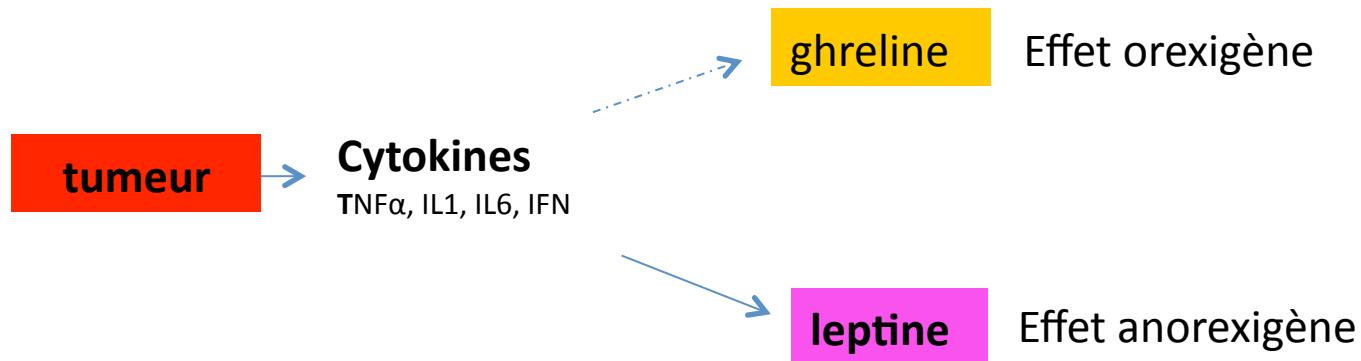 ghreline Effet orexigène
tumeur
Cytokines
TNFα, IL1, IL6, IFN
leptine Effet anorexigène